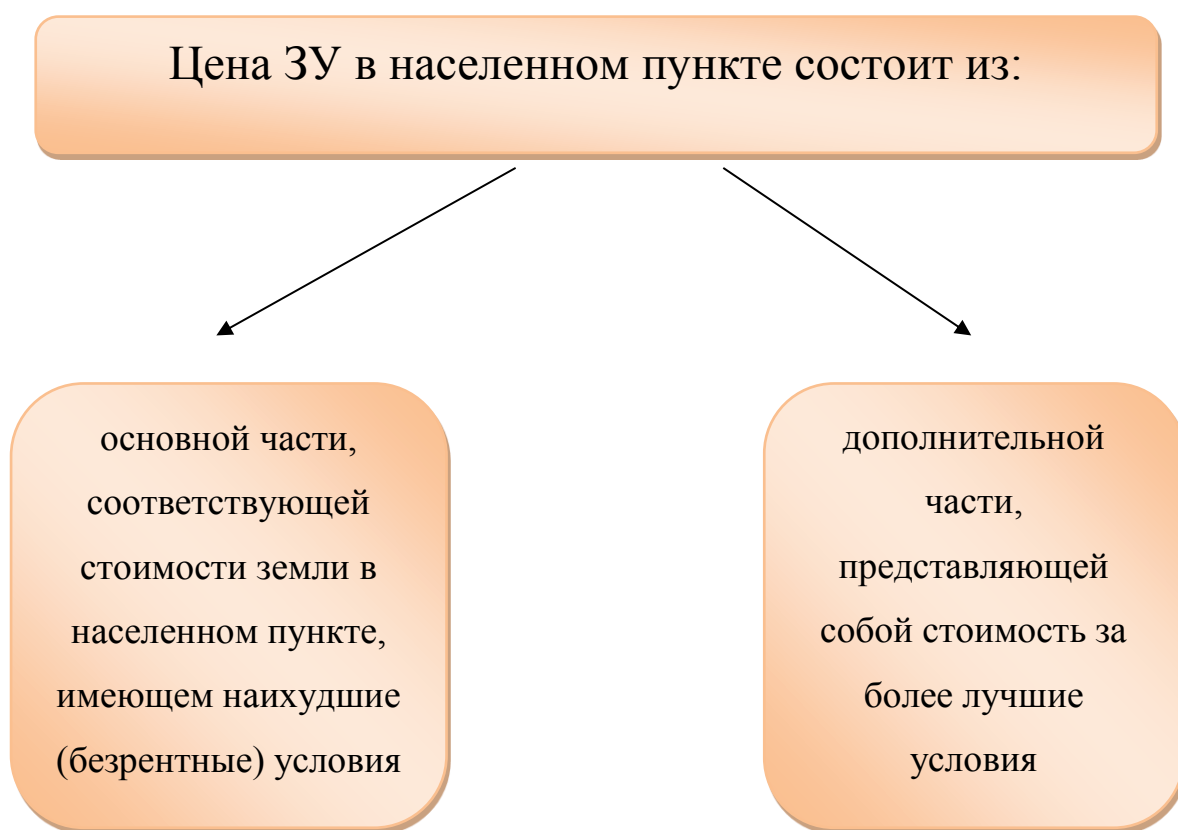 Цена ЗУ в населенном пункте состоит из:
основной части,
соответствующей
стоимости земли в
населенном пункте,
имеющем наихудшие
(безрентные) условия
дополнительной
части,
представляющей
собой стоимость за
более лучшие
условия